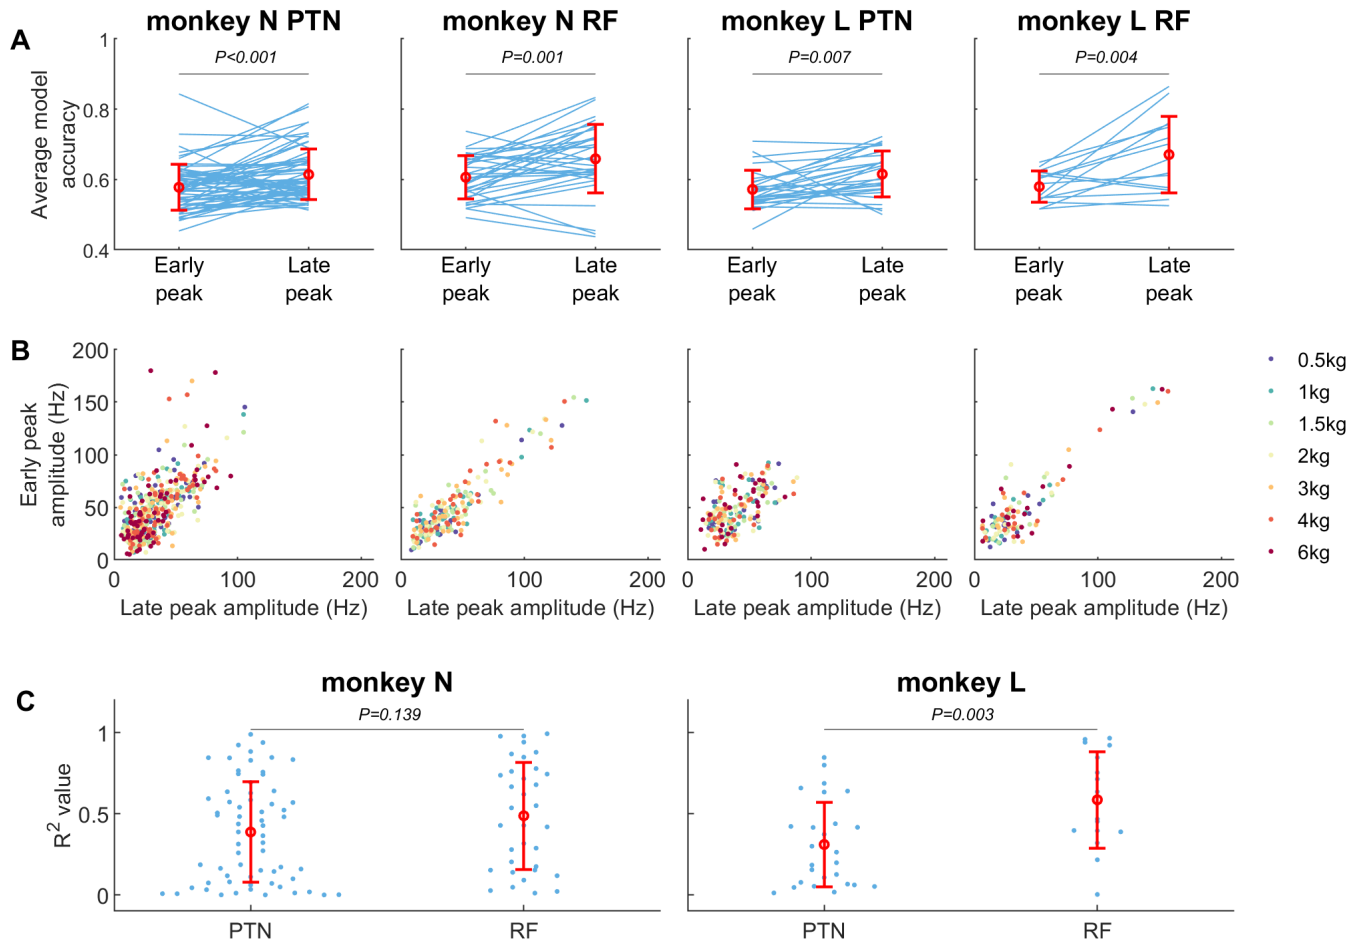 A
monkey N PTN
monkey N RF
monkey L PTN
monkey L RF
P<0.001
P=0.001
P=0.007
P=0.004
Average model
accuracy
1
0.8
0.6
0.4
Early
peak
Late
peak
Early
peak
Late
peak
Early
peak
Late
peak
Early
peak
Late
peak
B
Early peak
amplitude (Hz)
200
150
100
50
0
0 100 200
0 100 200
0 100 200
0 100 200
Late peak amplitude (Hz)
Late peak amplitude (Hz)
Late peak amplitude (Hz)
Late peak amplitude (Hz)
0.5kg
1kg
1.5kg
2kg
3kg
4kg
6kg
C
monkey N
monkey L
P=0.139
P=0.003
R² value
1
0.5
0
PTN
RF
PTN
RF